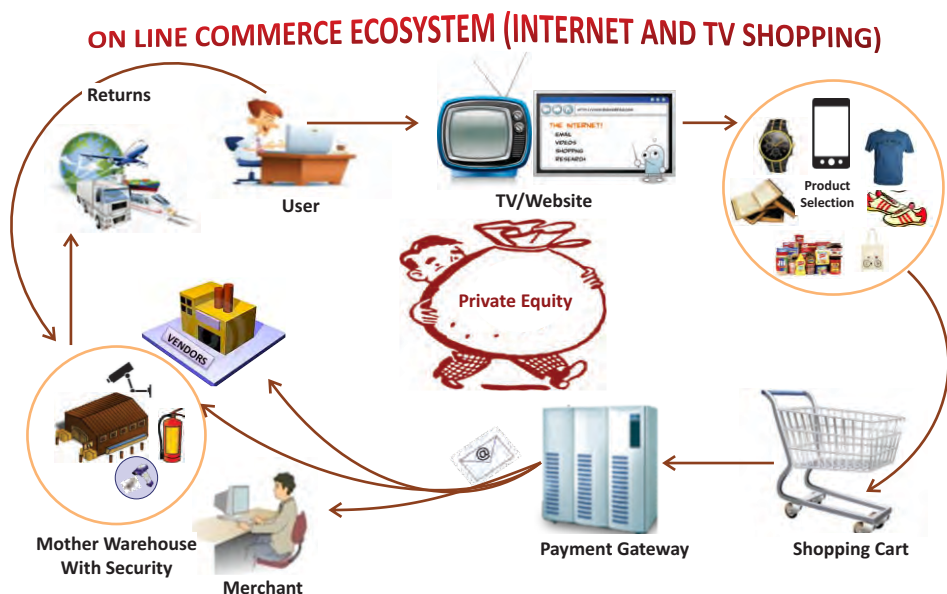 ON LINE COMMERCE ECOSYSTEM (INTERNET AND TV SHOPPING)
Returns
User
THE INTERNET!
EMAIL
VIDEOS
SHOPPING
RESEARCH
TV/Website
Product
Selection
Private Equity
VENDORS
@
Mother Warehouse
With Security
Merchant
Payment Gateway
Shopping Cart